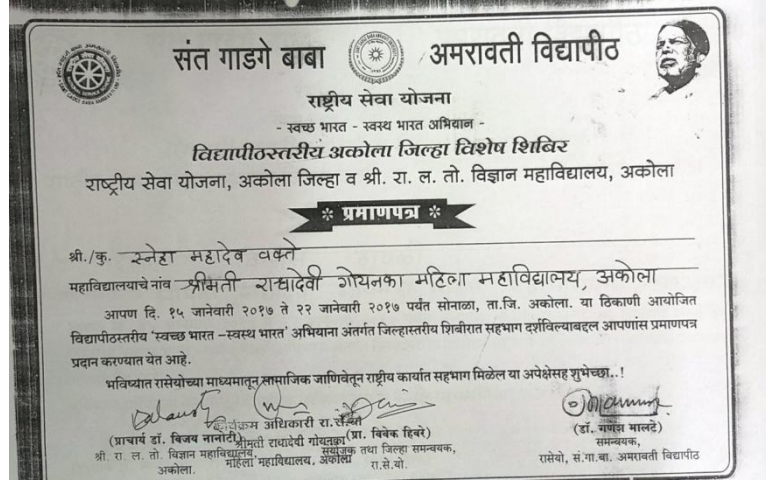 संत गाडगे बाबा अमरावती विद्यापीठ
राष्ट्रीय सेवा योजना
- स्वच्छ भारत - स्वस्थ भारत अभियान -
विद्यापीठस्तरीय अकोला जिल्हा विशेष शिबिर
राष्ट्रीय सेवा योजना, अकोला जिल्हा व श्री. रा. ल. तो. विज्ञान महाविद्यालय, अकोला
* प्रमाणपत्र *
श्री./कु. स्नेहा महादेव वक्ते
महाविद्यालयाचे नांव श्रीमती राधादेवी गोयनका महिला महाविद्यालय, अकोला
आपण दि. १५ जानेवारी २०१७ ते २२ जानेवारी २०१७ पर्यंत सोनाळा, ता.जि. अकोला. या ठिकाणी आयोजित
विद्यापीठस्तरीय 'स्वच्छ भारत –स्वस्थ भारत' अभियाना अंतर्गत जिल्हास्तरीय शिबीरात सहभाग दर्शविल्याबद्दल आपणांस प्रमाणपत्र
प्रदान करण्यात येत आहे.
भविष्यात रासेयोच्या माध्यमातून सामाजिक जाणिवेतून राष्ट्रीय कार्यात सहभाग मिळेल या अपेक्षेसह शुभेच्छा..!
कार्यक्रम अधिकारी रा.से.यो
(प्राचार्य डॉ. विजय नानोटी) श्रीमती राधादेवी गोयनका (प्रा. विवेक हिवरे) (डॉ. गणेश मालटे)
श्री. रा. ल. तो. विज्ञान महाविद्यालय, महिला महाविद्यालय, अकोला संयोजक तथा जिल्हा समन्वयक, समन्वयक,
अकोला. रा.से.यो. रासेयो, सं.गा.बा. अमरावती विद्यापीठ